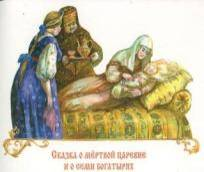 Сказка о мёртвой царевне
и о семи богатырях